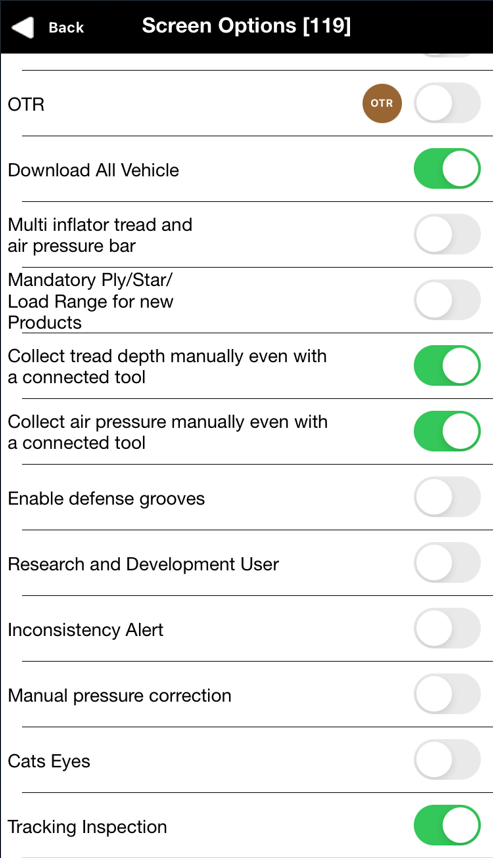 Back
Screen Options [119]
OTR
OTR
Download All Vehicle
Multi inflator tread and
air pressure bar
Mandatory Ply/Star/
Load Range for new
Products
Collect tread depth manually even with
a connected tool
Collect air pressure manually even with
a connected tool
Enable defense grooves
Research and Development User
Inconsistency Alert
Manual pressure correction
Cats Eyes
Tracking Inspection